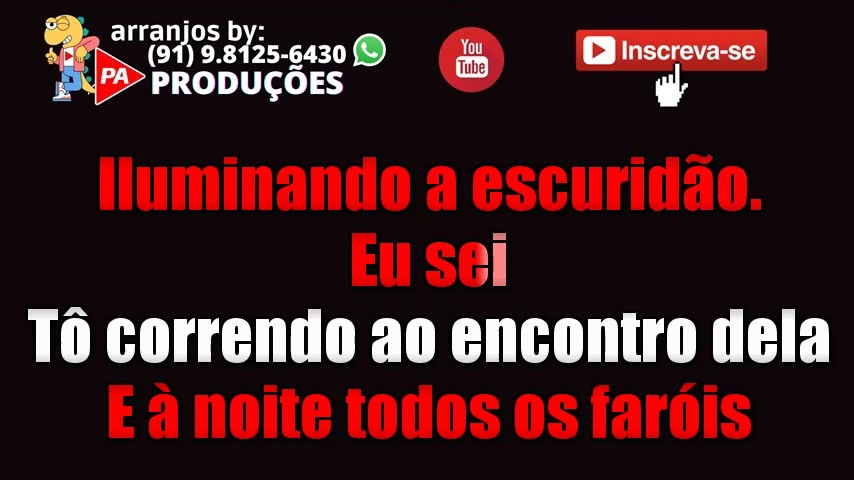 arranjos by:
(91) 9.8125-6430
PA PRODUÇÕES
You
Tube
Inscreva-se
Iluminando a escuridão.
Eu sei
Tô correndo ao encontro dela
E à noite todos os faróis